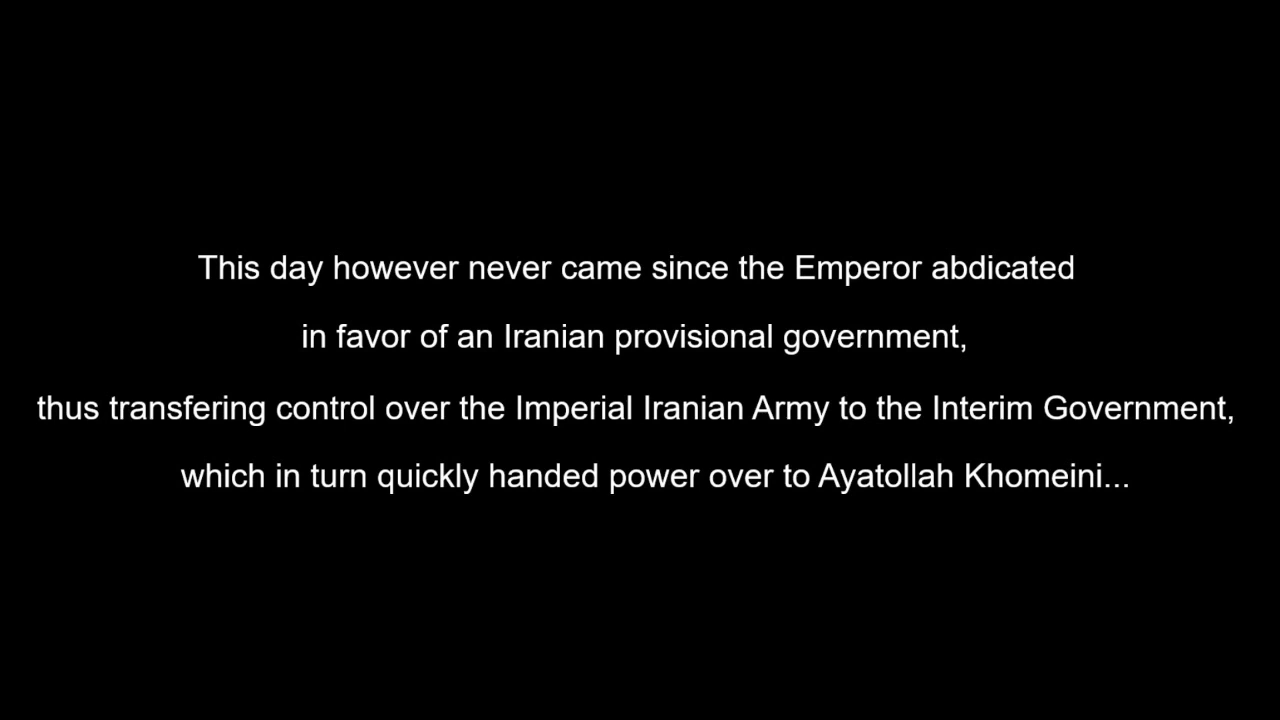 This day however never came since the Emperor abdicated
in favor of an Iranian provisional government,
thus transfering control over the Imperial Iranian Army to the Interim Government,
which in turn quickly handed power over to Ayatollah Khomeini...